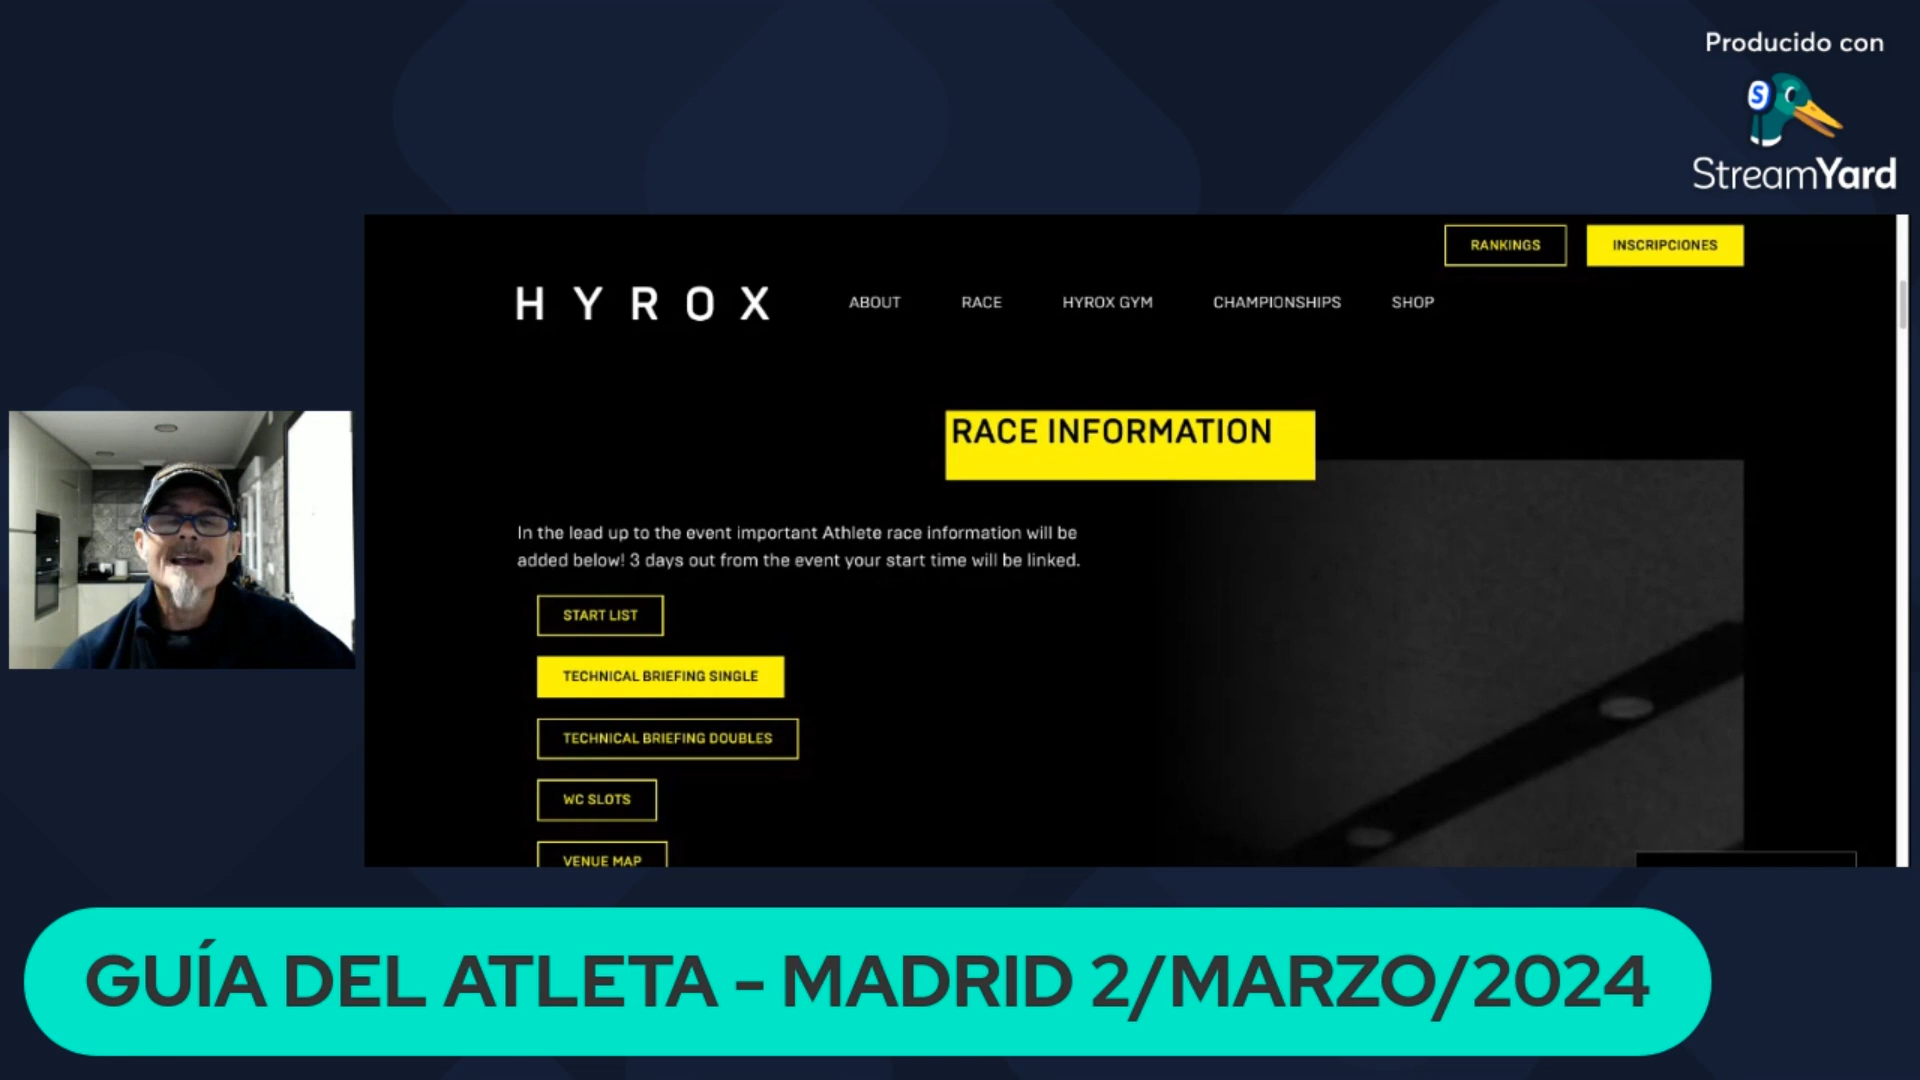 Producido con
S
StreamYard
RANKINGS
INSCRIPCIONES
HYROX
ABOUT
RACE
HYROX GYM
CHAMPIONSHIPS
SHOP
RACE INFORMATION
In the lead up to the event important Athlete race information will be
added below! 3 days out from the event your start time will be linked.
START LIST
TECHNICAL BRIEFING SINGLE
TECHNICAL BRIEFING DOUBLES
WC SLOTS
VENUE MAP
GUÍA DEL ATLETA - MADRID 2/MARZO/2024